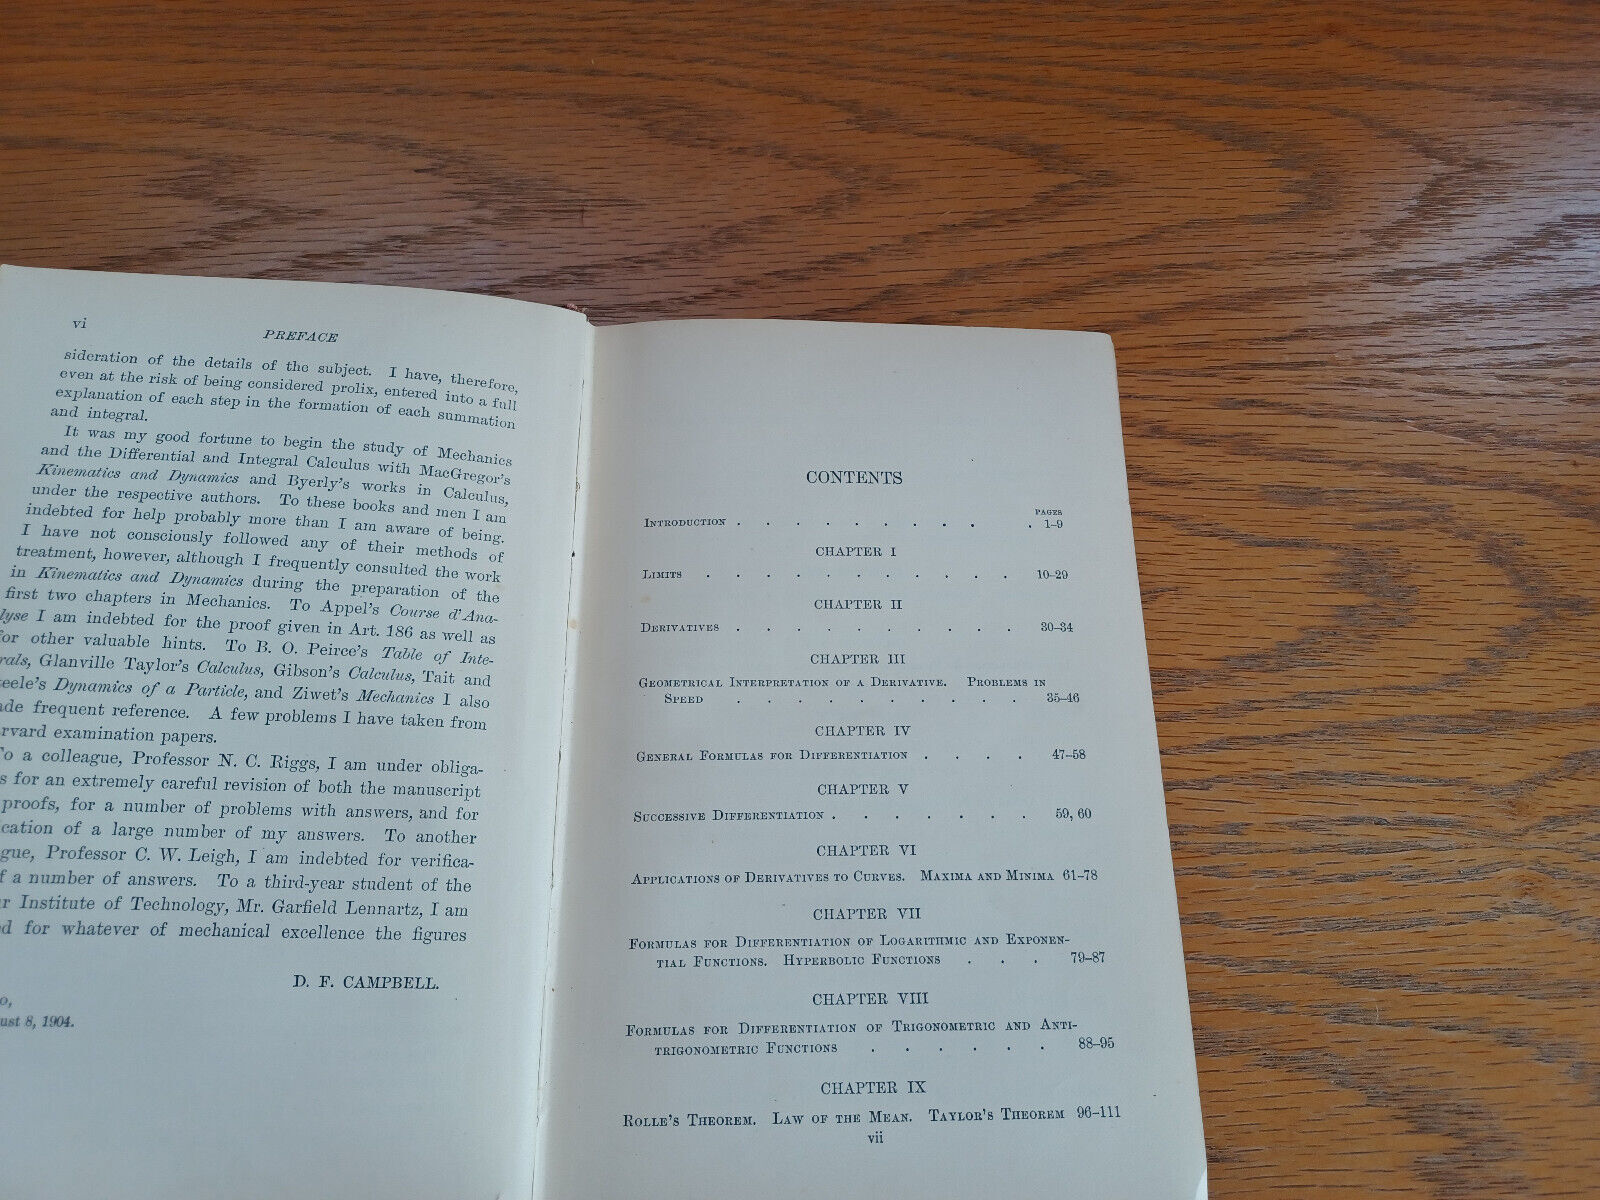 vi
PREFACE
sideration of the details of the subject. I have, therefore,
even at the risk of being considered prolix, entered into a full
explanation of each step in the formation of each summation
and integral.
It was my good fortune to begin the study of Mechanics
and the Differential and Integral Calculus with MacGregor's
Kinematics and Dynamics and Byerly's works in Calculus,
under the respective authors. To these books and men I am
indebted for help probably more than I am aware of being.
I have not consciously followed any of their methods of
treatment, however, although I frequently consulted the work
in Kinematics and Dynamics during the preparation of the
first two chapters in Mechanics. To Appel's Course d'Ana-
lyse I am indebted for the proof given in Art. 186 as well as
for other valuable hints. To B. O. Peirce's Table of Inte-
rals, Glanville Taylor's Calculus, Gibson's Calculus, Tait and
eele's Dynamics of a Particle, and Ziwet's Mechanics I also
de frequent reference. A few problems I have taken from
rvard examination papers.
To a colleague, Professor N. C. Riggs, I am under obliga-
s for an extremely careful revision of both the manuscript
proofs, for a number of problems with answers, and for
ication of a large number of my answers. To another
gue, Professor C. W. Leigh, I am indebted for verifica-
f a number of answers. To a third-year student of the
r Institute of Technology, Mr. Garfield Lennartz, I am
d for whatever of mechanical excellence the figures
D. F. CAMPBELL.
o,
ust 8, 1904.
CONTENTS
PAGES
INTRODUCTION . . . . . . . . . . 1–9
CHAPTER I
LIMITS . . . . . . . . . . . 10–29
CHAPTER II
DERIVATIVES . . . . . . . . . . 30–34
CHAPTER III
GEOMETRICAL INTERPRETATION OF A DERIVATIVE. PROBLEMS IN
SPEED . . . . . . . . . . 35–46
CHAPTER IV
GENERAL FORMULAS FOR DIFFERENTIATION . . . . 47–58
CHAPTER V
SUCCESSIVE DIFFERENTIATION . . . . . . . 59, 60
CHAPTER VI
APPLICATIONS OF DERIVATIVES TO CURVES. MAXIMA AND MINIMA 61–78
CHAPTER VII
FORMULAS FOR DIFFERENTIATION OF LOGARITHMIC AND EXPONEN-
TIAL FUNCTIONS. HYPERBOLIC FUNCTIONS . . . 79–87
CHAPTER VIII
FORMULAS FOR DIFFERENTIATION OF TRIGONOMETRIC AND ANTI-
TRIGONOMETRIC FUNCTIONS . . . . . . 88–95
CHAPTER IX
ROLLE'S THEOREM. LAW OF THE MEAN. TAYLOR'S THEOREM 96–111
vii